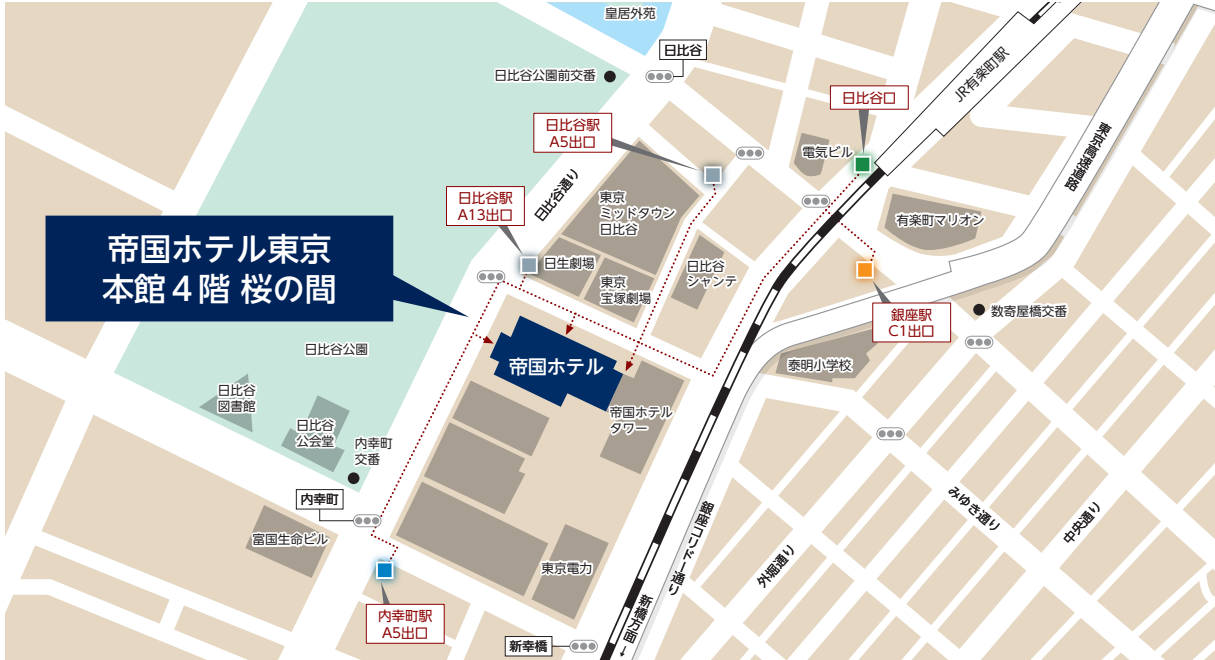 皇居外苑
日比谷
日比谷公園前交番
JR有楽町駅
日比谷口
東京高速道路
日比谷駅
A5出口
電気ビル
日比谷通り
日比谷駅
A13出口
東京
ミッドタウン
日比谷
有楽町マリオン
帝国ホテル東京
本館4階 桜の間
日生劇場
日比谷
シャンテ
東京
宝塚劇場
銀座駅
C1出口
数寄屋橋交番
日比谷公園
帝国ホテル
泰明小学校
日比谷
図書館
日比谷
公会堂
帝国ホテル
タワー
内幸町
交番
内幸町
みゆき通り
中央通り
銀座コリドー通り
外堀通り
富国生命ビル
東京電力
内幸町駅
A5出口
新橋方面→
新幸橋